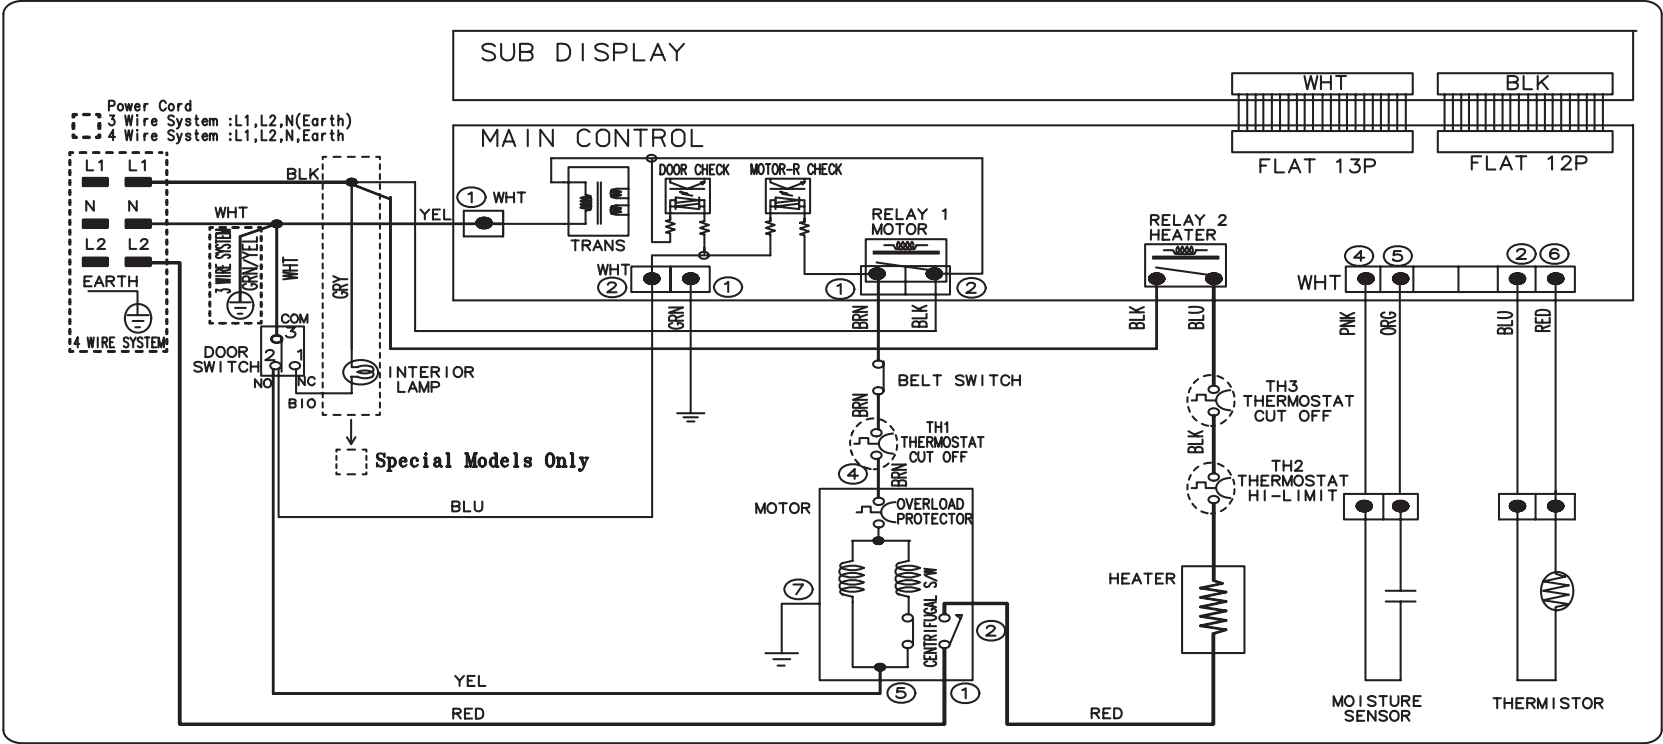 SUB DISPLAY
WHT
BLK
FLAT 13P
FLAT 12P
MAIN CONTROL
Power Cord
3 Wire System :L1,L2,N(Earth)
4 Wire System :L1,L2,N,Earth
L1 L1
N N
L2 L2
EARTH
4 WIRE SYSTEM
BLK
WHT
3 WIRE SYSTEM
GRN/YEL
WHT
GRY
YEL
1 WHT
TRANS
DOOR CHECK
MOTOR-R CHECK
RELAY 1
MOTOR
RELAY 2
HEATER
WHT
2
1
1
2
GRN
BRN
BLK
BLK
BLU
WHT
4
5
2
6
PNK
ORG
BLU
RED
COM
3
2
1
DOOR
SWITCH
NO
NC
BIO
INTERIOR
LAMP
Special Models Only
BLU
BELT SWITCH
BRN
TH1
THERMOSTAT
CUT OFF
4
BRN
TH3
THERMOSTAT
CUT OFF
BLK
TH2
THERMOSTAT
HI-LIMIT
MOTOR
OVERLOAD
PROTECTOR
7
CENTRIFUGAL S/W
2
HEATER
5
1
YEL
RED
RED
MOISTURE
SENSOR
THERMISTOR